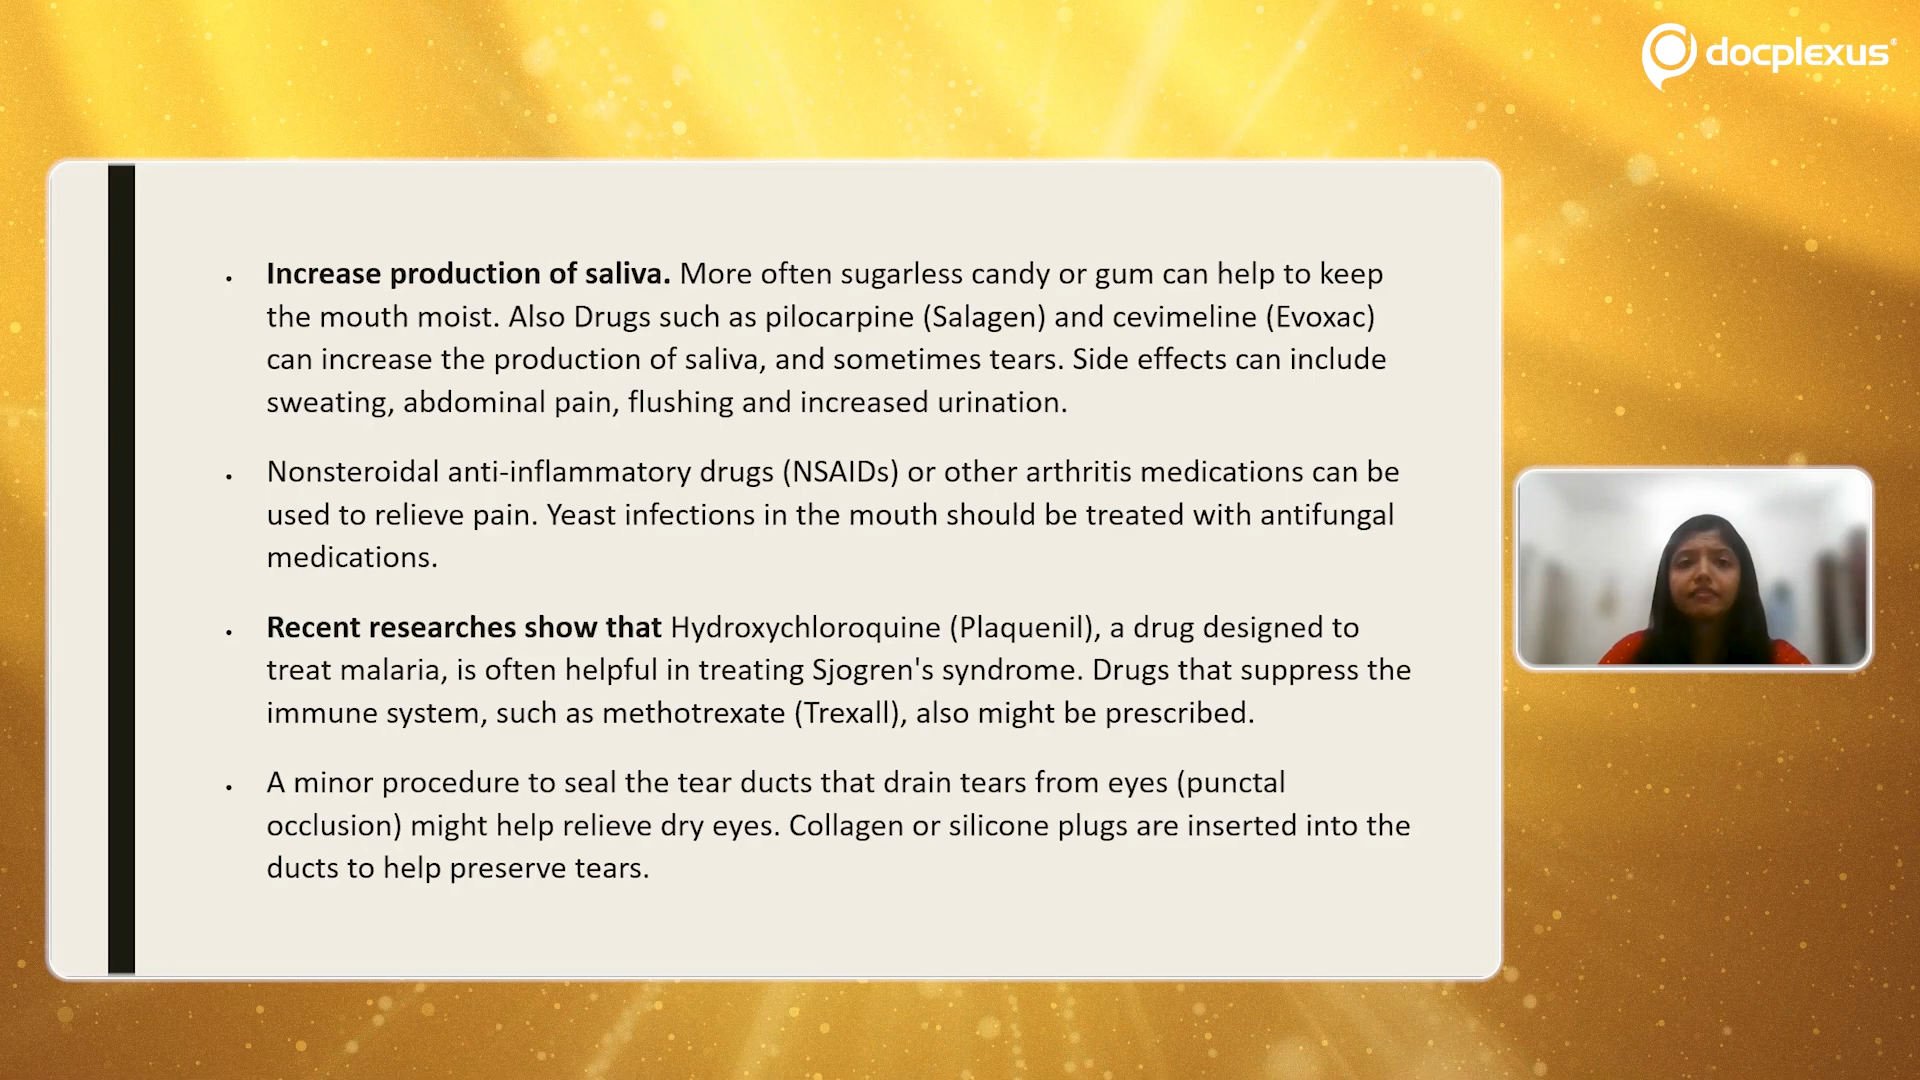 docplexus®
• Increase production of saliva. More often sugarless candy or gum can help to keep
the mouth moist. Also Drugs such as pilocarpine (Salagen) and cevimeline (Evoxac)
can increase the production of saliva, and sometimes tears. Side effects can include
sweating, abdominal pain, flushing and increased urination.
• Nonsteroidal anti-inflammatory drugs (NSAIDs) or other arthritis medications can be
used to relieve pain. Yeast infections in the mouth should be treated with antifungal
medications.
• Recent researches show that Hydroxychloroquine (Plaquenil), a drug designed to
treat malaria, is often helpful in treating Sjogren's syndrome. Drugs that suppress the
immune system, such as methotrexate (Trexall), also might be prescribed.
• A minor procedure to seal the tear ducts that drain tears from eyes (punctal
occlusion) might help relieve dry eyes. Collagen or silicone plugs are inserted into the
ducts to help preserve tears.